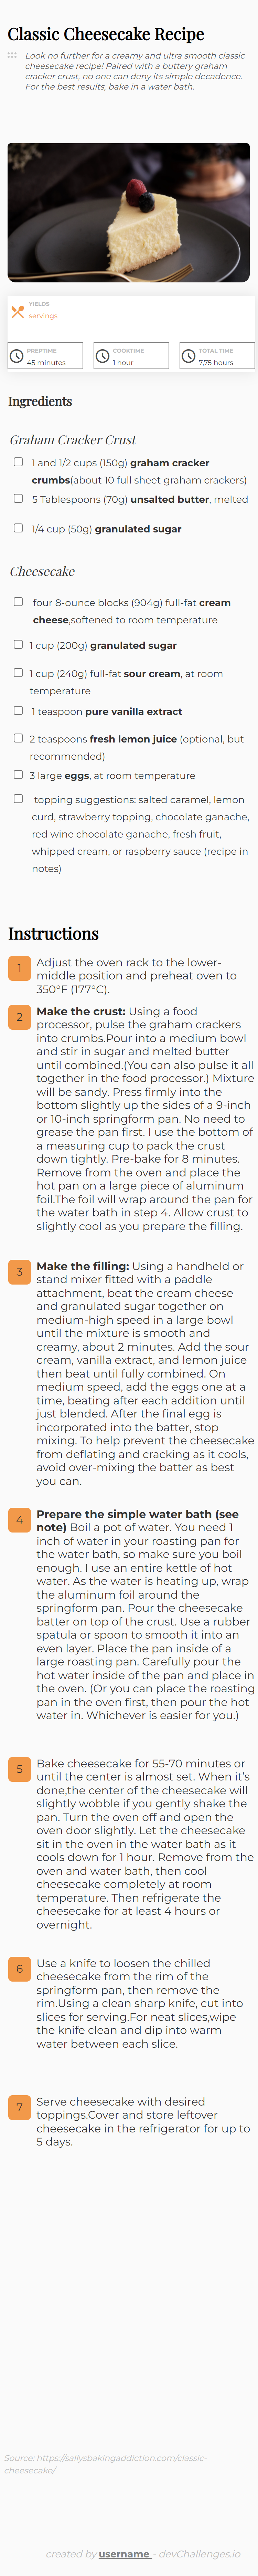 Classic Cheesecake Recipe
Look no further for a creamy and ultra smooth classic
cheesecake recipe! Paired with a buttery graham
cracker crust, no one can deny its simple decadence.
For the best results, bake in a water bath.
YIELDS
servings
PREPTIME
45 minutes
COOKTIME
1 hour
TOTAL TIME
7,75 hours
Ingredients
Graham Cracker Crust
1 and 1/2 cups (150g) graham cracker
crumbs(about 10 full sheet graham crackers)
5 Tablespoons (70g) unsalted butter, melted
1/4 cup (50g) granulated sugar
Cheesecake
four 8-ounce blocks (904g) full-fat cream
cheese,softened to room temperature
1 cup (200g) granulated sugar
1 cup (240g) full-fat sour cream, at room
temperature
1 teaspoon pure vanilla extract
2 teaspoons fresh lemon juice (optional, but
recommended)
3 large eggs, at room temperature
topping suggestions: salted caramel, lemon
curd, strawberry topping, chocolate ganache,
red wine chocolate ganache, fresh fruit,
whipped cream, or raspberry sauce (recipe in
notes)
Instructions
1 Adjust the oven rack to the lower-
middle position and preheat oven to
350°F (177°C).
2 Make the crust: Using a food
processor, pulse the graham crackers
into crumbs.Pour into a medium bowl
and stir in sugar and melted butter
until combined.(You can also pulse it all
together in the food processor.) Mixture
will be sandy. Press firmly into the
bottom slightly up the sides of a 9-inch
or 10-inch springform pan. No need to
grease the pan first. I use the bottom of
a measuring cup to pack the crust
down tightly. Pre-bake for 8 minutes.
Remove from the oven and place the
hot pan on a large piece of aluminum
foil.The foil will wrap around the pan for
the water bath in step 4. Allow crust to
slightly cool as you prepare the filling.
3 Make the filling: Using a handheld or
stand mixer fitted with a paddle
attachment, beat the cream cheese
and granulated sugar together on
medium-high speed in a large bowl
until the mixture is smooth and
creamy, about 2 minutes. Add the sour
cream, vanilla extract, and lemon juice
then beat until fully combined. On
medium speed, add the eggs one at a
time, beating after each addition until
just blended. After the final egg is
incorporated into the batter, stop
mixing. To help prevent the cheesecake
from deflating and cracking as it cools,
avoid over-mixing the batter as best
you can.
4 Prepare the simple water bath (see
note) Boil a pot of water. You need 1
inch of water in your roasting pan for
the water bath, so make sure you boil
enough. I use an entire kettle of hot
water. As the water is heating up, wrap
the aluminum foil around the
springform pan. Pour the cheesecake
batter on top of the crust. Use a rubber
spatula or spoon to smooth it into an
even layer. Place the pan inside of a
large roasting pan. Carefully pour the
hot water inside of the pan and place in
the oven. (Or you can place the roasting
pan in the oven first, then pour the hot
water in. Whichever is easier for you.)
5 Bake cheesecake for 55-70 minutes or
until the center is almost set. When it's
done,the center of the cheesecake will
slightly wobble if you gently shake the
pan. Turn the oven off and open the
oven door slightly. Let the cheesecake
sit in the oven in the water bath as it
cools down for 1 hour. Remove from the
oven and water bath, then cool
cheesecake completely at room
temperature. Then refrigerate the
cheesecake for at least 4 hours or
overnight.
6 Use a knife to loosen the chilled
cheesecake from the rim of the
springform pan, then remove the
rim.Using a clean sharp knife, cut into
slices for serving.For neat slices,wipe
the knife clean and dip into warm
water between each slice.
7 Serve cheesecake with desired
toppings.Cover and store leftover
cheesecake in the refrigerator for up to
5 days.
Source: https://sallysbakingaddiction.com/classic-
cheesecake/
created by username - devChallenges.io